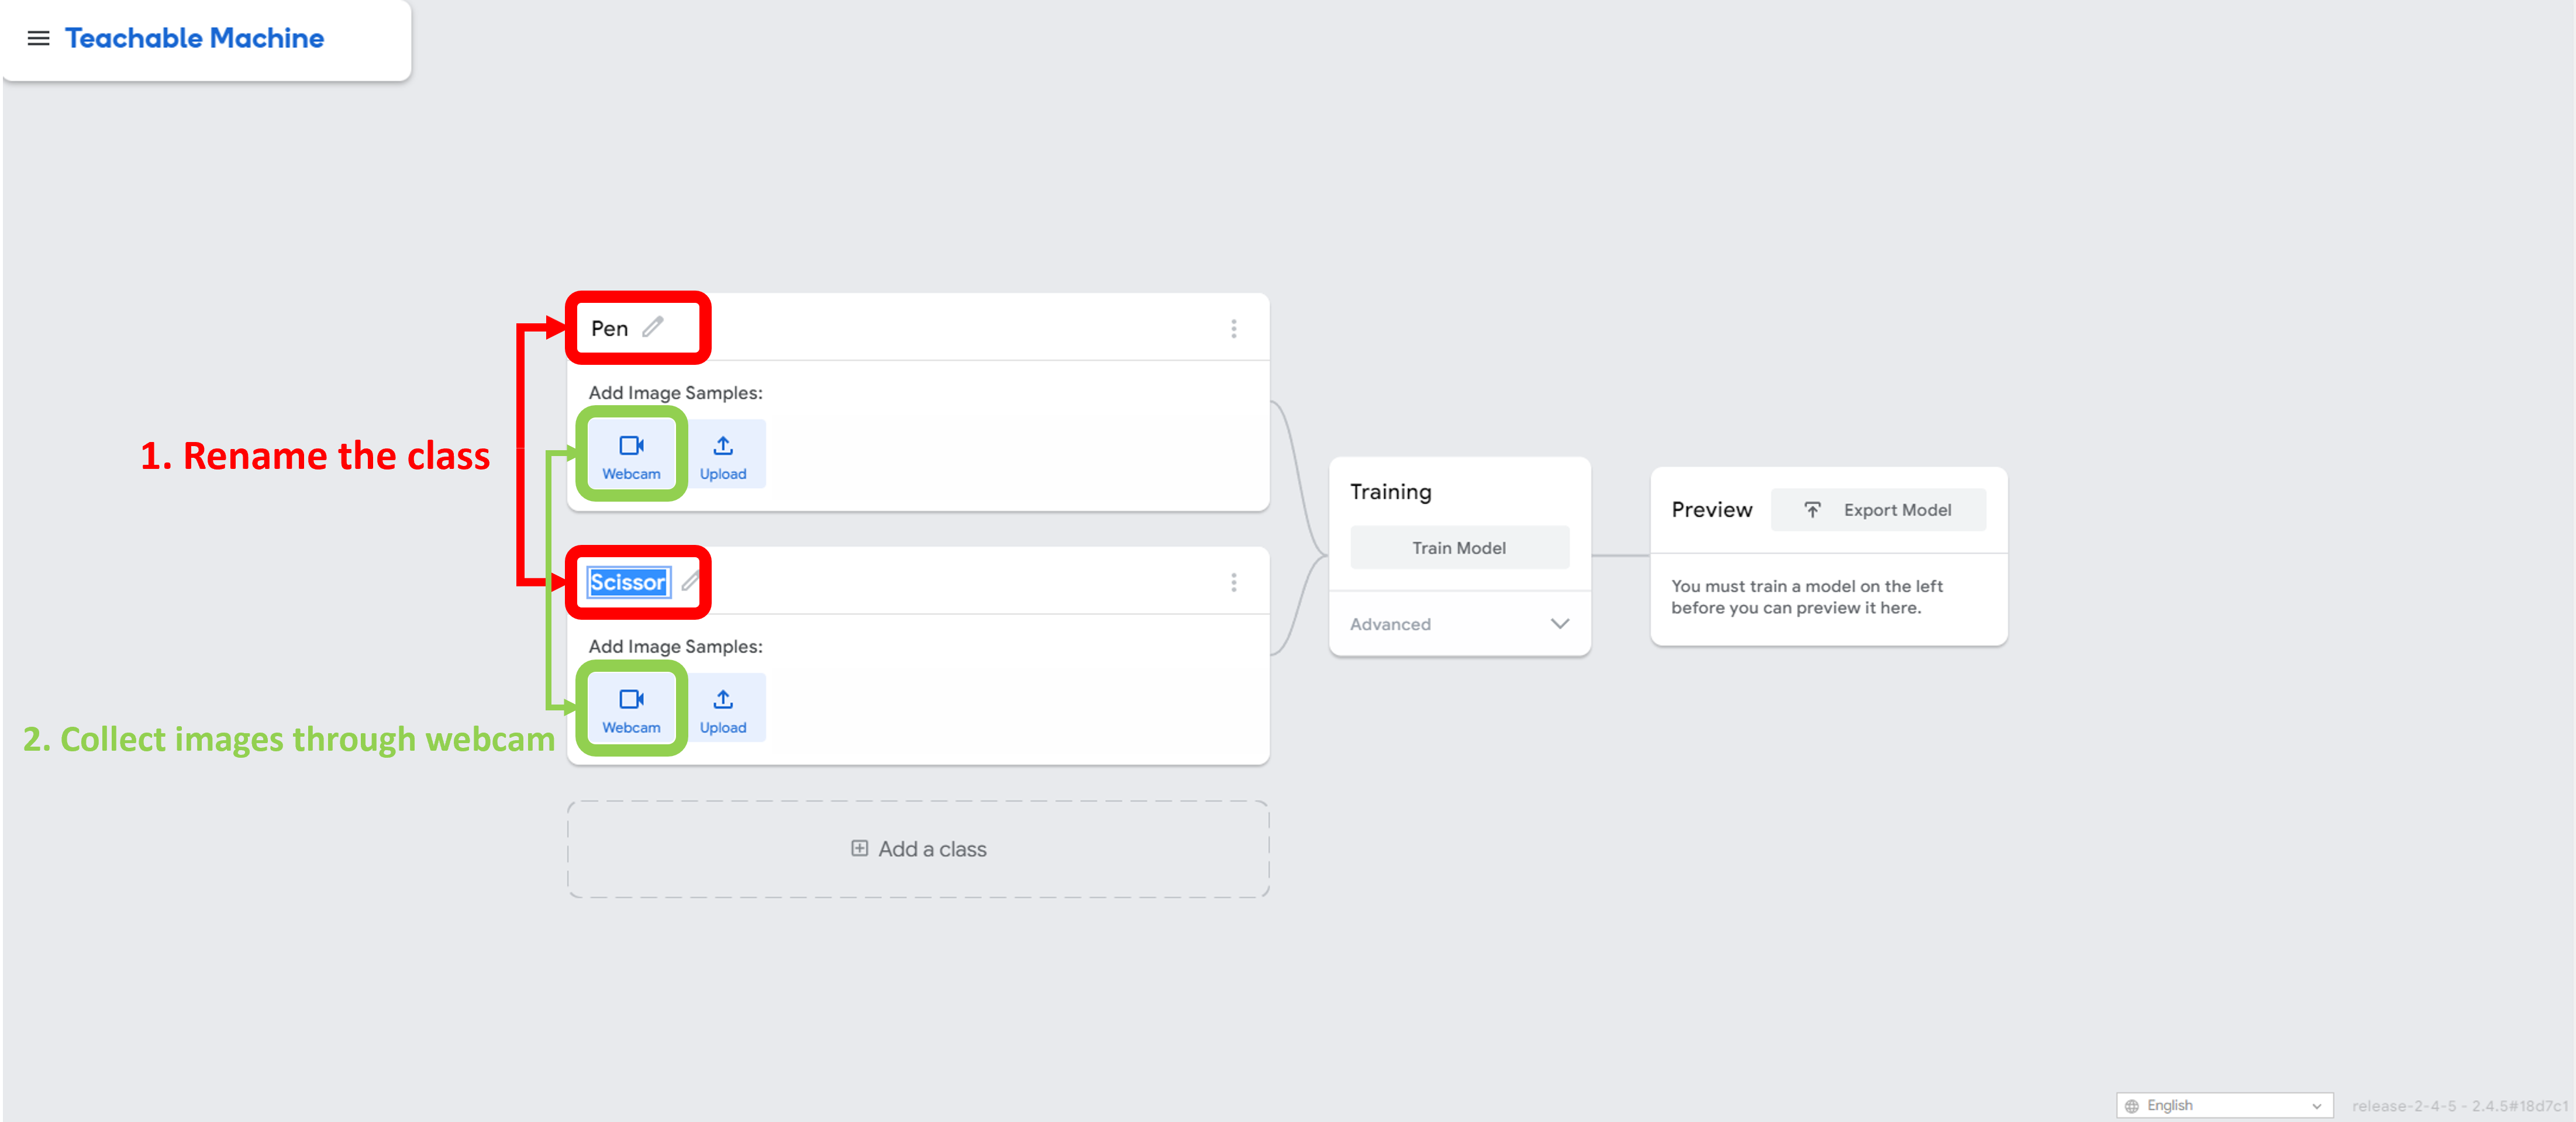 Teachable Machine
Pen
Add Image Samples:
Webcam
Upload
1. Rename the class
Scissor
Add Image Samples:
Webcam
Upload
2. Collect images through webcam
Add a class
Training
Train Model
Advanced
Preview
Export Model
You must train a model on the left
before you can preview it here.
English
release-2-4-5 - 2.4.5#18d7c1